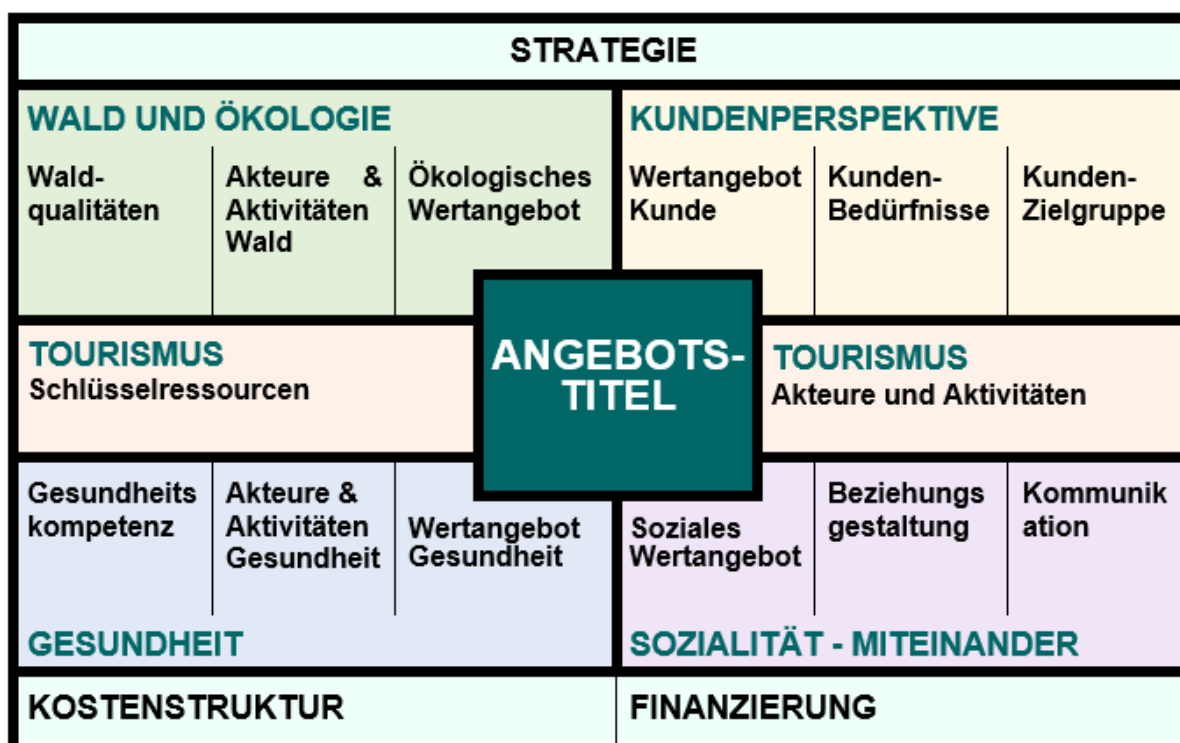 STRATEGIE
WALD UND ÖKOLOGIE
Wald-
qualitäten
Akteure &
Aktivitäten
Wald
Ökologisches
Wertangebot
KUNDENPERSPEKTIVE
Wertangebot
Kunde
Kunden-
Bedürfnisse
Kunden-
Zielgruppe
TOURISMUS
Schlüsselressourcen
ANGEBOTS-
TITEL
TOURISMUS
Akteure und Aktivitäten
Gesundheits
kompetenz
Akteure &
Aktivitäten
Gesundheit
Wertangebot
Gesundheit
GESUNDHEIT
Soziales
Wertangebot
Beziehungs
gestaltung
Kommunik
ation
SOZIALITÄT - MITEINANDER
KOSTENSTRUKTUR
FINANZIERUNG